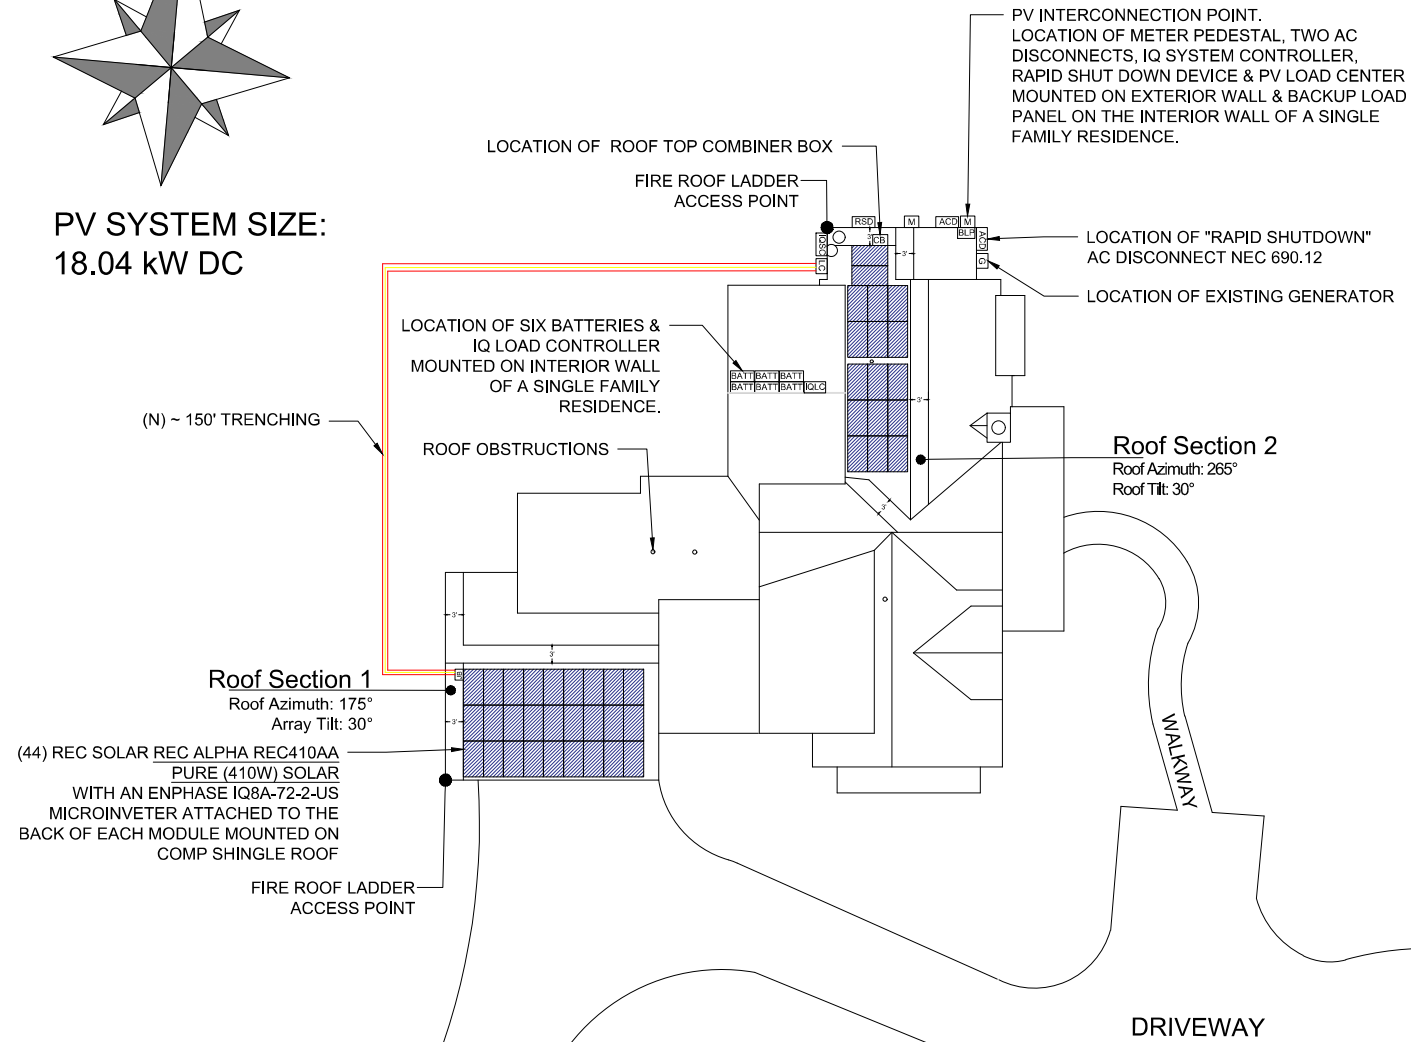 PV INTERCONNECTION POINT.
LOCATION OF METER PEDESTAL, TWO AC
DISCONNECTS, IQ SYSTEM CONTROLLER,
RAPID SHUT DOWN DEVICE & PV LOAD CENTER
MOUNTED ON EXTERIOR WALL & BACKUP LOAD
PANEL ON THE INTERIOR WALL OF A SINGLE
FAMILY RESIDENCE.
LOCATION OF ROOF TOP COMBINER BOX
FIRE ROOF LADDER
ACCESS POINT
PV SYSTEM SIZE:
18.04 kW DC
RSD
M
ACD
M
BLP
ACD
G
CB
3'
3'
IQSC
LC
LOCATION OF "RAPID SHUTDOWN"
AC DISCONNECT NEC 690.12
LOCATION OF EXISTING GENERATOR
LOCATION OF SIX BATTERIES &
IQ LOAD CONTROLLER
MOUNTED ON INTERIOR WALL
OF A SINGLE FAMILY
RESIDENCE.
BATT BATT BATT
BATT BATT BATT IQLC
3'
(N) ~ 150' TRENCHING
ROOF OBSTRUCTIONS
Roof Section 2
Roof Azimuth: 265°
Roof Tilt: 30°
3'
3'
3'
3'
Roof Section 1
Roof Azimuth: 175°
Array Tilt: 30°
(44) REC SOLAR REC ALPHA REC410AA
PURE (410W) SOLAR
WITH AN ENPHASE IQ8A-72-2-US
MICROINVETER ATTACHED TO THE
BACK OF EACH MODULE MOUNTED ON
COMP SHINGLE ROOF
FIRE ROOF LADDER
ACCESS POINT
WALKWAY
DRIVEWAY